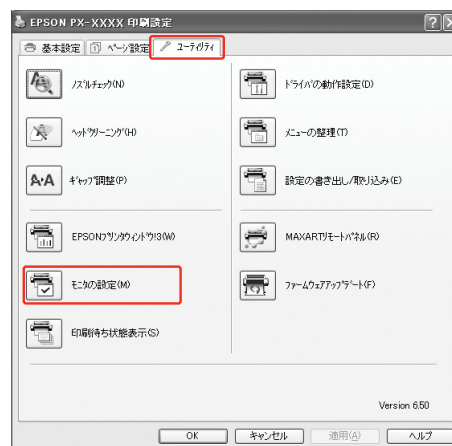 EPSON PX-XXXX 印刷設定
基本設定 ページ設定 ユーティリティ
ノズルチェック(N)
ヘッドクリーニング(H)
ギャップ調整(P)
EPSONプリンタウィンドウ!3(W)
モニタの設定(M)
印刷待ち状態表示(S)
ドライバの動作設定(D)
メニューの整理(T)
設定の書き出し/取り込み(E)
MAXARTリモートパネル(R)
ファームウェアアップデート(F)
Version 6.50
OK キャンセル 適用(A) ヘルプ